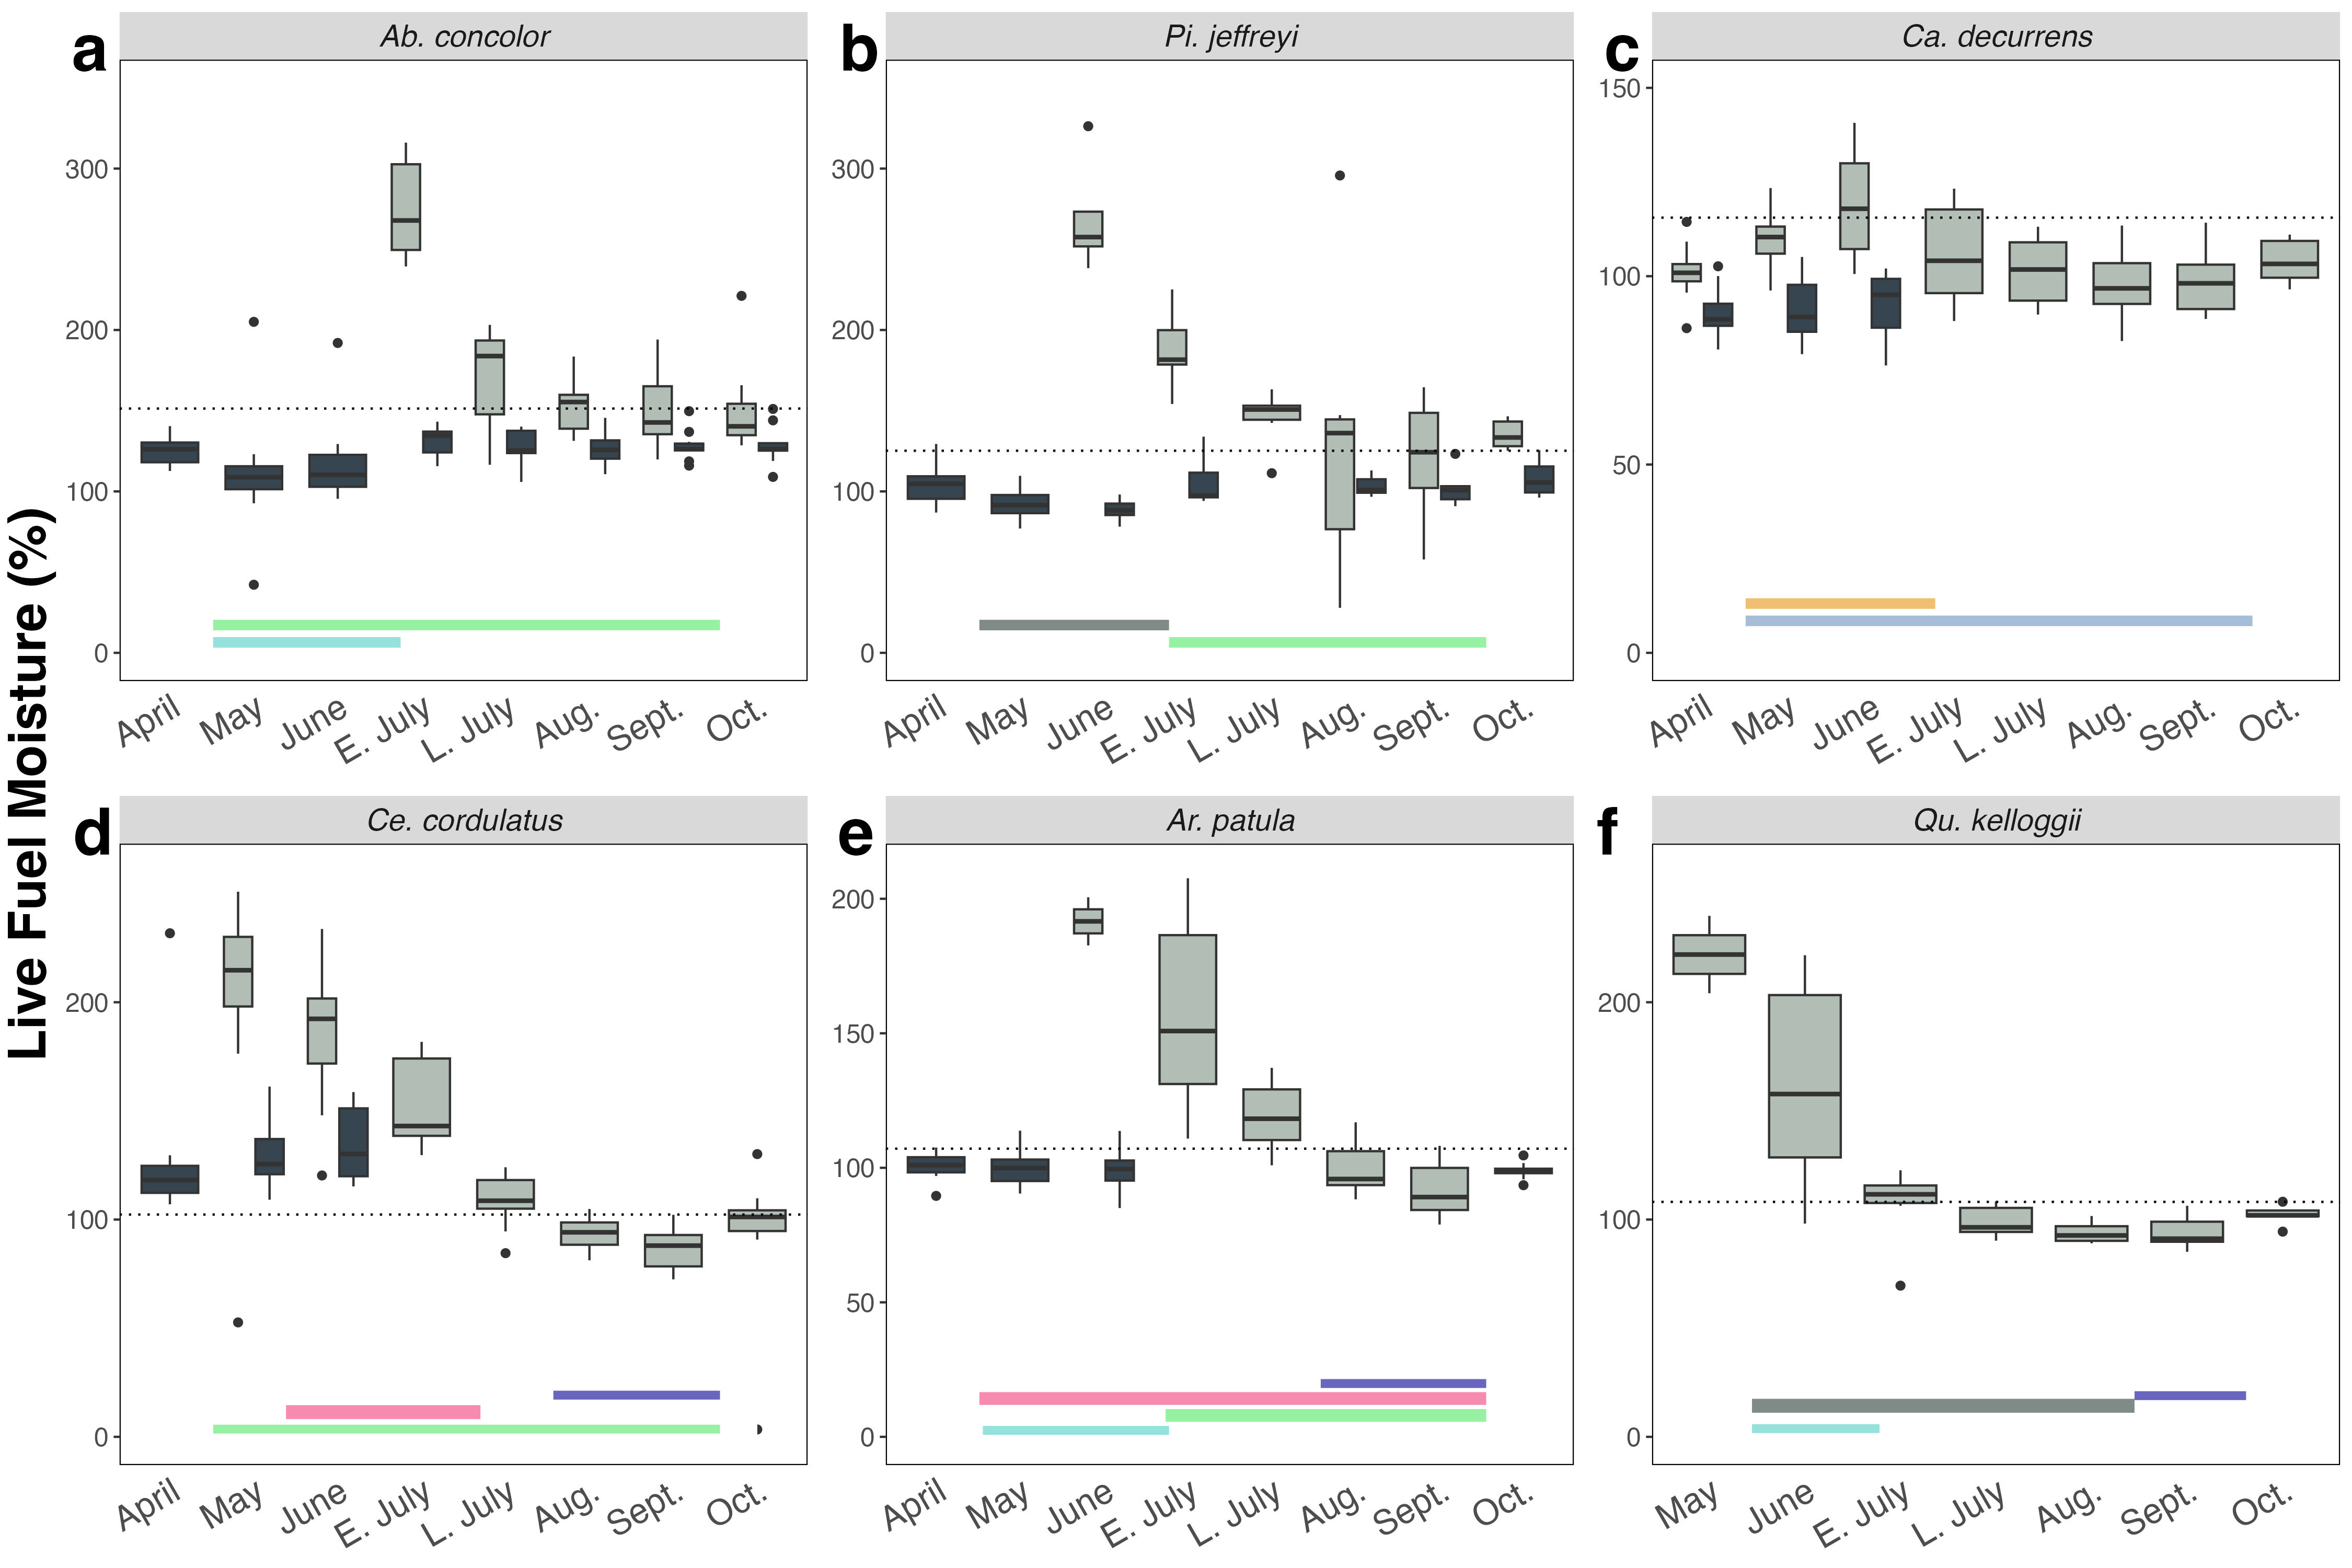 Live Fuel Moisture (%)
a
Ab. concolor
300
200
100
0
April
May
June
E. July
L. July
Aug.
Sept.
Oct.
b
Pi. jeffreyi
300
200
100
0
April
May
June
E. July
L. July
Aug.
Sept.
Oct.
c
Ca. decurrens
150
100
50
0
April
May
June
E. July
L. July
Aug.
Sept.
Oct.
d
Ce. cordulatus
200
100
0
April
May
June
E. July
L. July
Aug.
Sept.
Oct.
e
Ar. patula
200
150
100
50
0
April
May
June
E. July
L. July
Aug.
Sept.
Oct.
f
Qu. kelloggii
200
100
0
May
June
E. July
L. July
Aug.
Sept.
Oct.